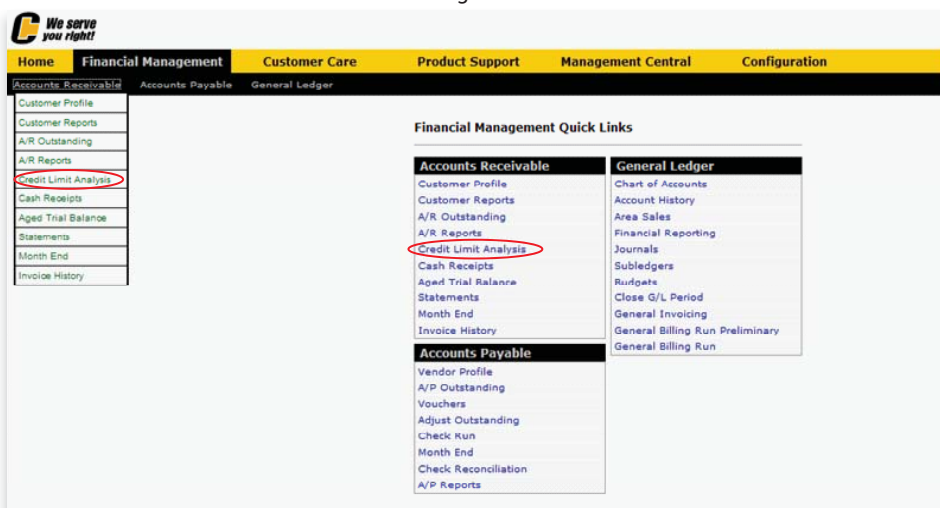 We serve
you right!
Home Financial Management Customer Care Product Support Management Central Configuration
Accounts Receivable Accounts Payable General Ledger
Customer Profile
Customer Reports
A/R Outstanding
A/R Reports
Credit Limit Analysis
Cash Receipts
Aged Trial Balance
Statements
Month End
Invoice History
Financial Management Quick Links
Accounts Receivable
Customer Profile
Customer Reports
A/R Outstanding
A/R Reports
Credit Limit Analysis
Cash Receipts
Aged Trial Balance
Statements
Month End
Invoice History
General Ledger
Chart of Accounts
Account History
Area Sales
Financial Reporting
Journals
Subledgers
Budgets
Close G/L Period
General Invoicing
General Billing Run Preliminary
General Billing Run
Accounts Payable
Vendor Profile
A/P Outstanding
Vouchers
Adjust Outstanding
Check Run
Month End
Check Reconciliation
A/P Reports